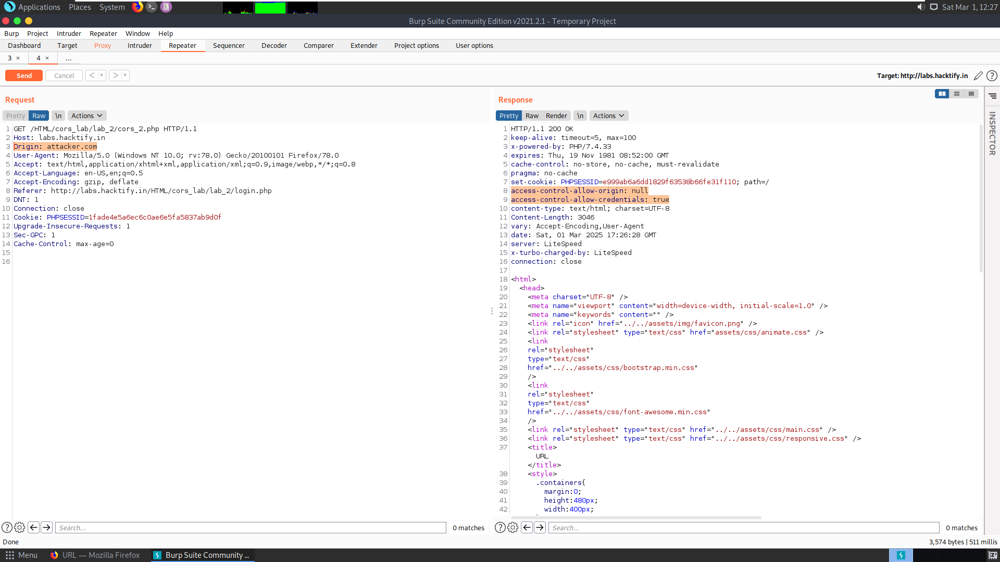 Applications Places System Sat Mar 1, 12:27
Burp Suite Community Edition v2021.2.1 - Temporary Project
Burp Project Intruder Repeater Window Help
Dashboard Target Proxy Intruder Repeater Sequencer Decoder Comparer Extender Project options User options
3 × 4 × ...
Send Cancel < ▾ > ▾ Target: http://labs.hacktify.in ?
Request
Pretty Raw \n Actions
1 GET /HTML/cors_lab/lab_2/cors_2.php HTTP/1.1
2 Host: labs.hacktify.in
3 Origin: attacker.com
4 User-Agent: Mozilla/5.0 (Windows NT 10.0; rv:78.0) Gecko/20100101 Firefox/78.0
5 Accept: text/html,application/xhtml+xml,application/xml;q=0.9,image/webp,*/*;q=0.8
6 Accept-Language: en-US,en;q=0.5
7 Accept-Encoding: gzip, deflate
8 Referer: http://labs.hacktify.in/HTML/cors_lab/lab_2/login.php
9 DNT: 1
10 Connection: close
11 Cookie: PHPSESSID=1fade4e5a6ec6c0ae6e5fa5837ab9d0f
12 Upgrade-Insecure-Requests: 1
13 Sec-GPC: 1
14 Cache-Control: max-age=0
15
16
? Search... 0 matches
Response
Pretty Raw Render \n Actions
1 HTTP/1.1 200 OK
2 keep-alive: timeout=5, max=100
3 x-powered-by: PHP/7.4.33
4 expires: Thu, 19 Nov 1981 08:52:00 GMT
5 cache-control: no-store, no-cache, must-revalidate
6 pragma: no-cache
7 set-cookie: PHPSESSID=e999ab6a6dd1829f63538b66fe31f110; path=/
8 access-control-allow-origin: null
9 access-control-allow-credentials: true
10 content-type: text/html; charset=UTF-8
11 Content-Length: 3046
12 vary: Accept-Encoding,User-Agent
13 date: Sat, 01 Mar 2025 17:26:28 GMT
14 server: LiteSpeed
15 x-turbo-charged-by: LiteSpeed
16 connection: close
17
18 <html>
19 <head>
20 <meta charset="UTF-8" />
21 <meta name="viewport" content="width=device-width, initial-scale=1.0" />
22 <meta name="keywords" content="" />
23 <link rel="icon" href="../../assets/img/favicon.png" />
24 <link rel="stylesheet" type="text/css" href="assets/css/animate.css" />
25 <link
26 rel="stylesheet"
27 type="text/css"
28 href="../../assets/css/bootstrap.min.css"
29 />
30 <link
31 rel="stylesheet"
32 type="text/css"
33 href="../../assets/css/font-awesome.min.css"
34 />
35 <link rel="stylesheet" type="text/css" href="../../assets/css/main.css" />
36 <link rel="stylesheet" type="text/css" href="../../assets/css/responsive.css" />
37 <title>
URL
</title>
38 <style>
39 .containers{
40 margin:0;
41 height:480px;
42 width:400px;
? Search... 0 matches
INSPECTOR
Done 3,574 bytes | 511 millis
Menu URL — Mozilla Firefox Burp Suite Community ...